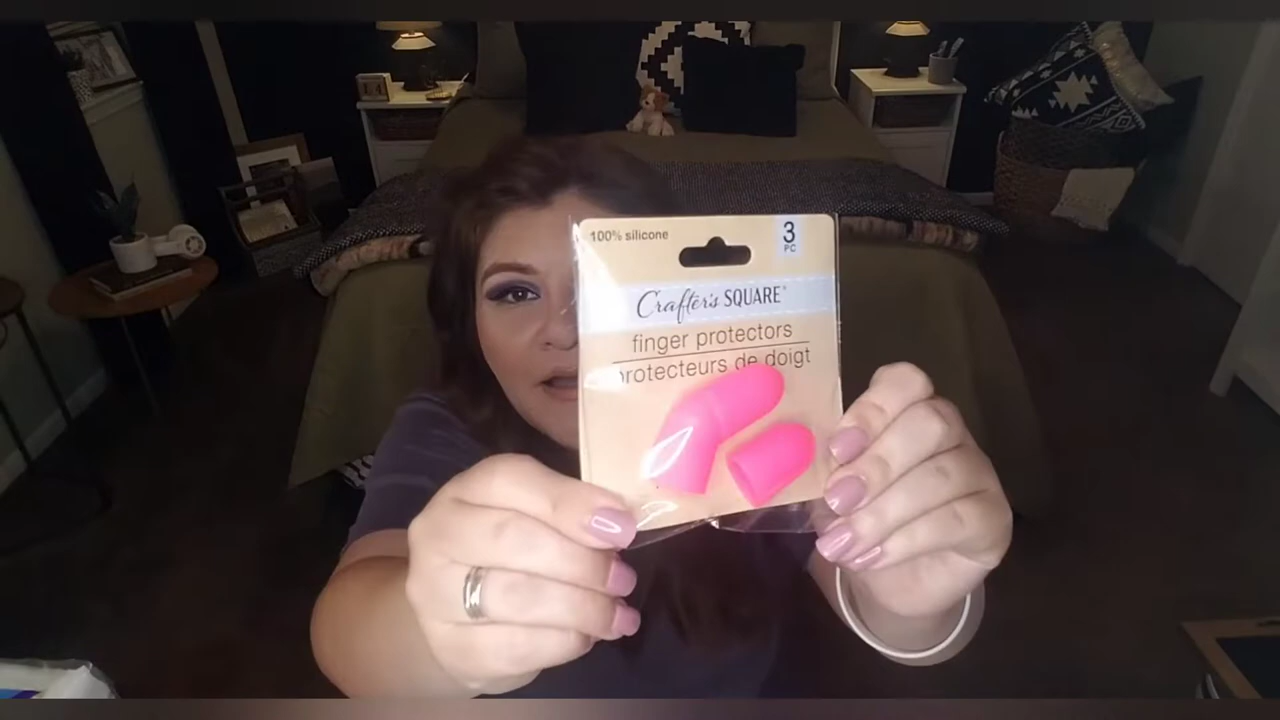 100% silicone
3
PC
Crafter's SQUARE
finger protectors
protecteurs de doigt